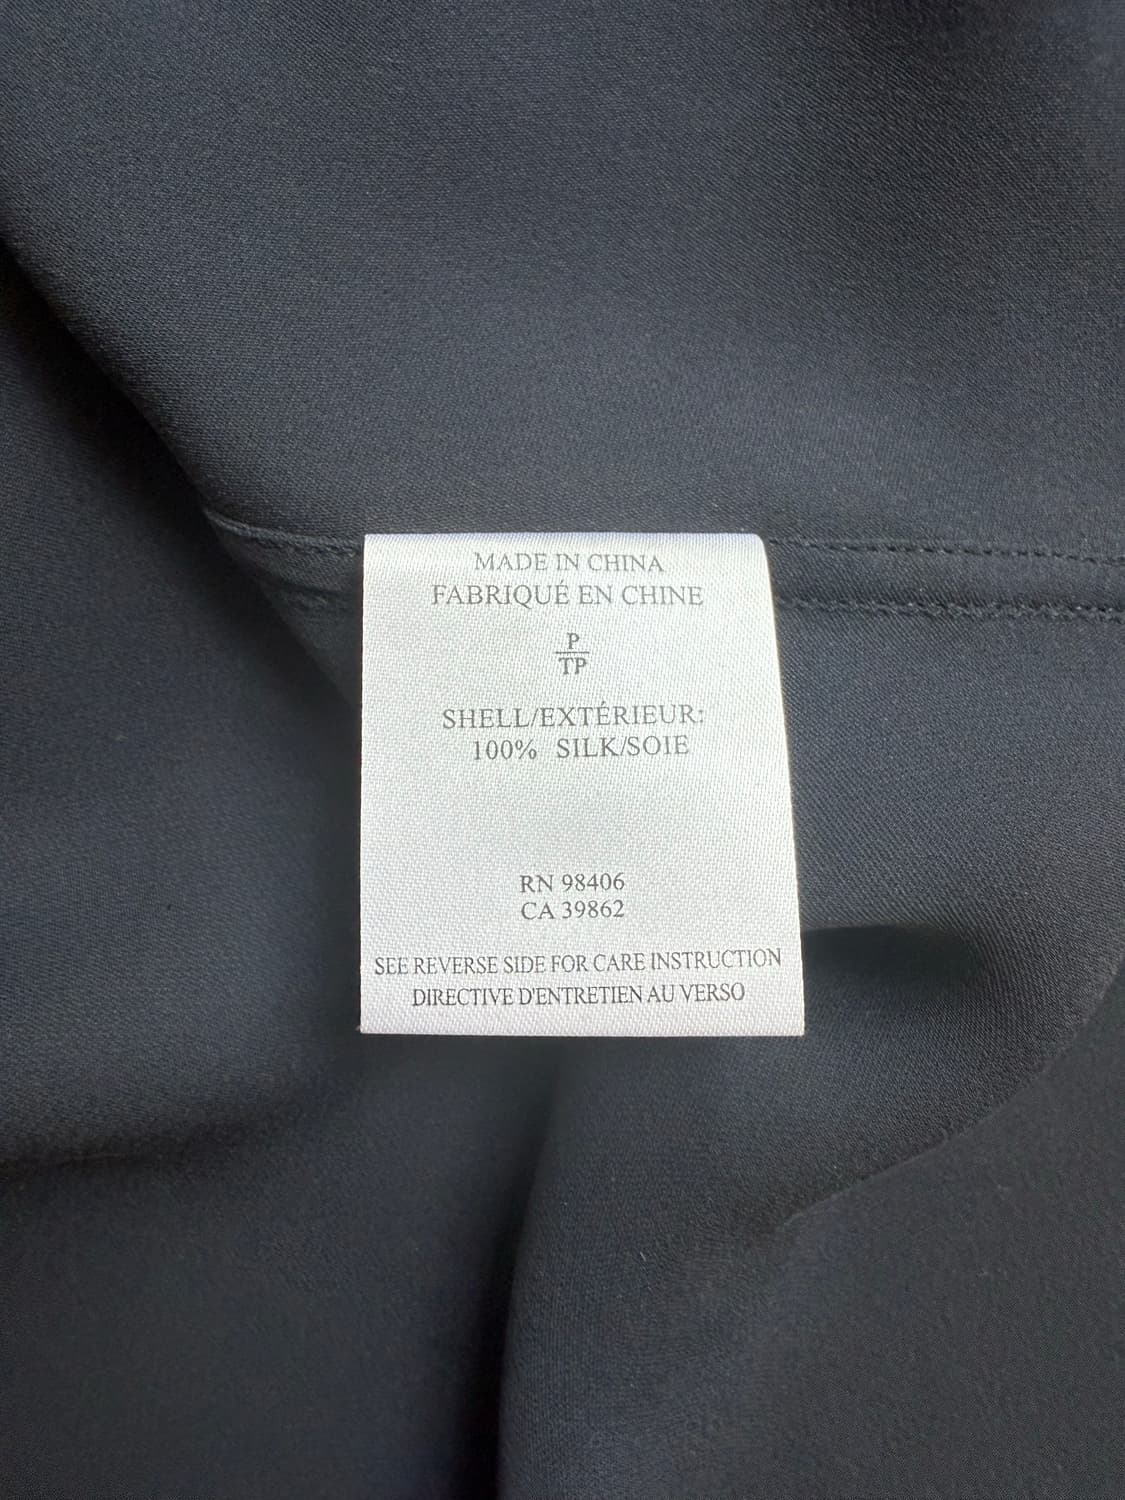 MADE IN CHINA
FABRIQUÉ EN CHINE
P
TP
SHELL/EXTÉRIEUR:
100% SILK/SOIE
RN 98406
CA 39862
SEE REVERSE SIDE FOR CARE INSTRUCTION
DIRECTIVE D'ENTRETIEN AU VERSO